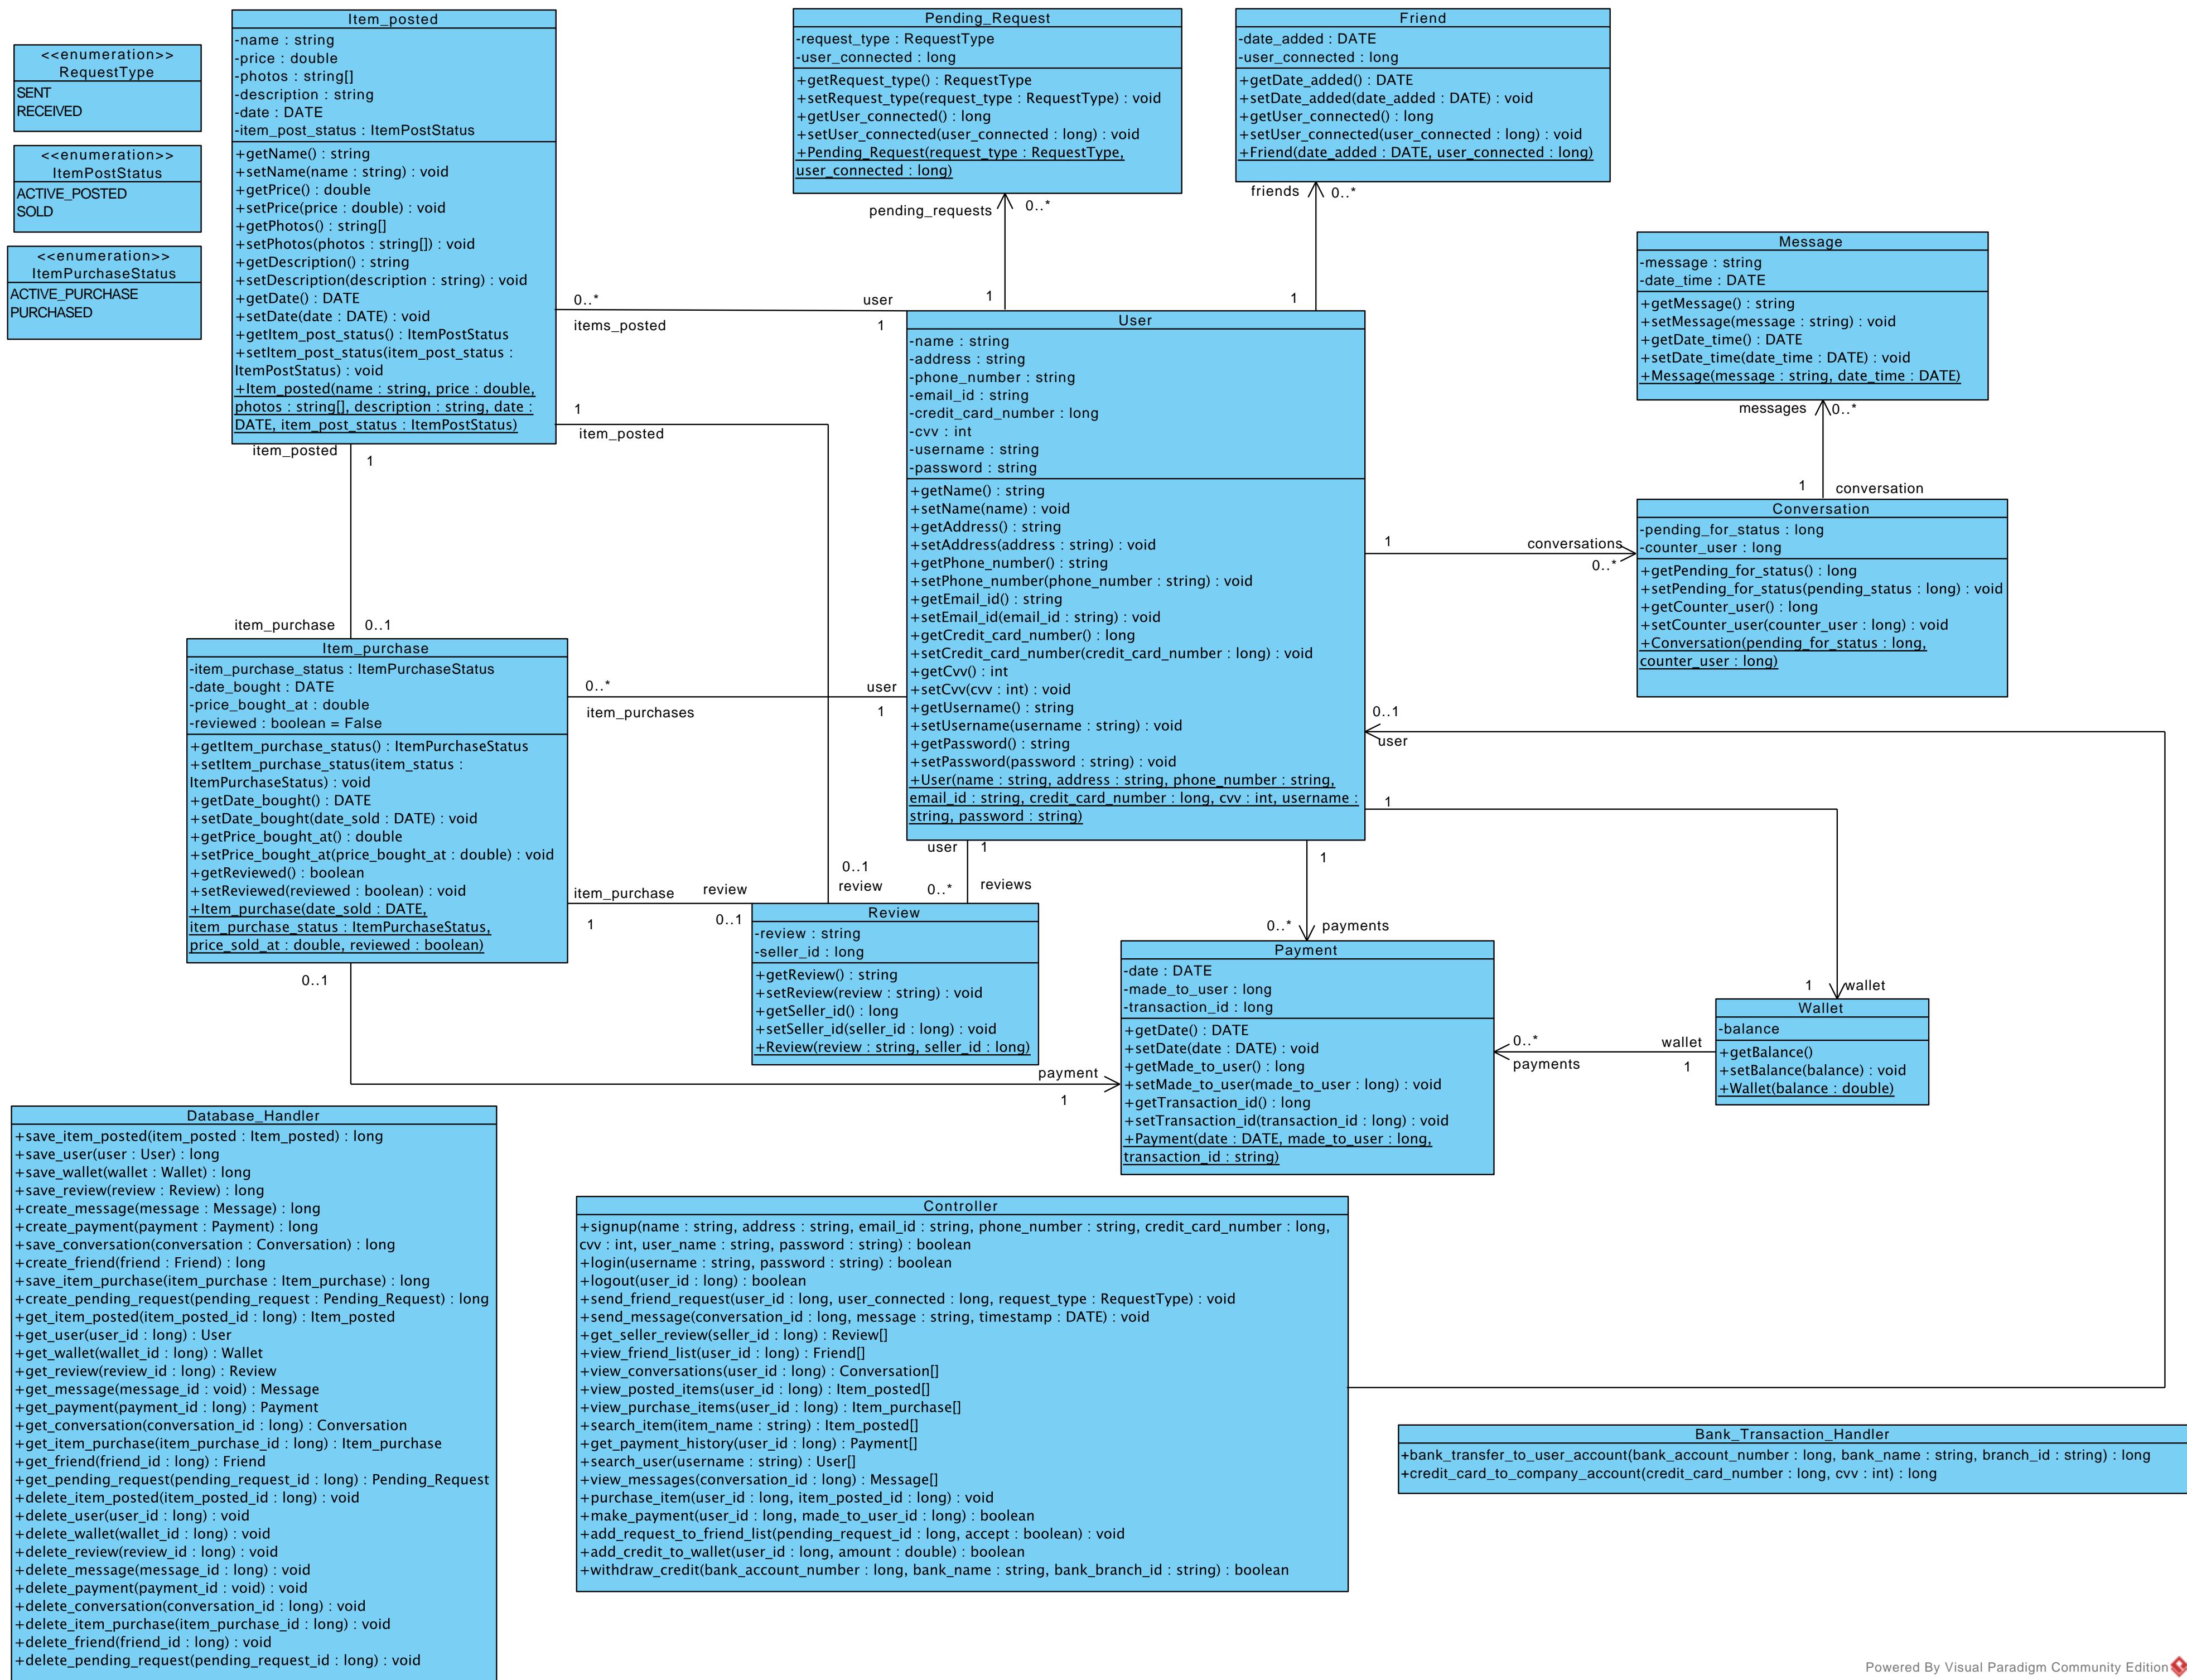 <<enumeration>>
RequestType
SENT
RECEIVED
<<enumeration>>
ItemPostStatus
ACTIVE_POSTED
SOLD
<<enumeration>>
ItemPurchaseStatus
ACTIVE_PURCHASE
PURCHASED
Item_posted
-name : string
-price : double
-photos : string[]
-description : string
-date : DATE
-item_post_status : ItemPostStatus
+getName() : string
+setName(name : string) : void
+getPrice() : double
+setPrice(price : double) : void
+getPhotos() : string[]
+setPhotos(photos : string[]) : void
+getDescription() : string
+setDescription(description : string) : void
+getDate() : DATE
+setDate(date : DATE) : void
+getItem_post_status() : ItemPostStatus
+setItem_post_status(item_post_status :
ItemPostStatus) : void
+Item_posted(name : string, price : double,
photos : string[], description : string, date :
DATE, item_post_status : ItemPostStatus)
Pending_Request
-request_type : RequestType
-user_connected : long
+getRequest_type() : RequestType
+setRequest_type(request_type : RequestType) : void
+getUser_connected() : long
+setUser_connected(user_connected : long) : void
+Pending_Request(request_type : RequestType,
user_connected : long)
Friend
-date_added : DATE
-user_connected : long
+getDate_added() : DATE
+setDate_added(date_added : DATE) : void
+getUser_connected() : long
+setUser_connected(user_connected : long) : void
+Friend(date_added : DATE, user_connected : long)
pending_requests
0..*
friends
0..*
1
1
0..*
items_posted
user
1
1
item_posted
item_posted
1
Message
-message : string
-date_time : DATE
+getMessage() : string
+setMessage(message : string) : void
+getDate_time() : DATE
+setDate_time(date_time : DATE) : void
+Message(message : string, date_time : DATE)
messages
0..*
1
conversation
User
-name : string
-address : string
-phone_number : string
-email_id : string
-credit_card_number : long
-cvv : int
-username : string
-password : string
+getName() : string
+setName(name) : void
+getAddress() : string
+setAddress(address : string) : void
+getPhone_number() : string
+setPhone_number(phone_number : string) : void
+getEmail_id() : string
+setEmail_id(email_id : string) : void
+getCredit_card_number() : long
+setCredit_card_number(credit_card_number : long) : void
+getCvv() : int
+setCvv(cvv : int) : void
+getUsername() : string
+setUsername(username : string) : void
+getPassword() : string
+setPassword(password : string) : void
+User(name : string, address : string, phone_number : string,
email_id : string, credit_card_number : long, cvv : int, username :
string, password : string)
1
conversations
0..*
Conversation
-pending_for_status : long
-counter_user : long
+getPending_for_status() : long
+setPending_for_status(pending_status : long) : void
+getCounter_user() : long
+setCounter_user(counter_user : long) : void
+Conversation(pending_for_status : long,
counter_user : long)
item_purchase
0..1
Item_purchase
-item_purchase_status : ItemPurchaseStatus
-date_bought : DATE
-price_bought_at : double
-reviewed : boolean = False
+getItem_purchase_status() : ItemPurchaseStatus
+setItem_purchase_status(item_status :
ItemPurchaseStatus) : void
+getDate_bought() : DATE
+setDate_bought(date_sold : DATE) : void
+getPrice_bought_at() : double
+setPrice_bought_at(price_bought_at : double) : void
+getReviewed() : boolean
+setReviewed(reviewed : boolean) : void
+Item_purchase(date_sold : DATE,
item_purchase_status : ItemPurchaseStatus,
price_sold_at : double, reviewed : boolean)
0..*
item_purchases
user
1
0..1
user
1
user
1
1
0..1
review
0..*
reviews
item_purchase
1
review
0..1
0..1
Review
-review : string
-seller_id : long
+getReview() : string
+setReview(review : string) : void
+getSeller_id() : long
+setSeller_id(seller_id : long) : void
+Review(review : string, seller_id : long)
0..*
payments
Payment
-date : DATE
-made_to_user : long
-transaction_id : long
+getDate() : DATE
+setDate(date : DATE) : void
+getMade_to_user() : long
+setMade_to_user(made_to_user : long) : void
+getTransaction_id() : long
+setTransaction_id(transaction_id : long) : void
+Payment(date : DATE, made_to_user : long,
transaction_id : string)
payment
1
0..*
payments
wallet
1
1
wallet
Wallet
-balance
+getBalance()
+setBalance(balance) : void
+Wallet(balance : double)
Database_Handler
+save_item_posted(item_posted : Item_posted) : long
+save_user(user : User) : long
+save_wallet(wallet : Wallet) : long
+save_review(review : Review) : long
+create_message(message : Message) : long
+create_payment(payment : Payment) : long
+save_conversation(conversation : Conversation) : long
+create_friend(friend : Friend) : long
+save_item_purchase(item_purchase : Item_purchase) : long
+create_pending_request(pending_request : Pending_Request) : long
+get_item_posted(item_posted_id : long) : Item_posted
+get_user(user_id : long) : User
+get_wallet(wallet_id : long) : Wallet
+get_review(review_id : long) : Review
+get_message(message_id : void) : Message
+get_payment(payment_id : long) : Payment
+get_conversation(conversation_id : long) : Conversation
+get_item_purchase(item_purchase_id : long) : Item_purchase
+get_friend(friend_id : long) : Friend
+get_pending_request(pending_request_id : long) : Pending_Request
+delete_item_posted(item_posted_id : long) : void
+delete_user(user_id : long) : void
+delete_wallet(wallet_id : long) : void
+delete_review(review_id : long) : void
+delete_message(message_id : long) : void
+delete_payment(payment_id : void) : void
+delete_conversation(conversation_id : long) : void
+delete_item_purchase(item_purchase_id : long) : void
+delete_friend(friend_id : long) : void
+delete_pending_request(pending_request_id : long) : void
Controller
+signup(name : string, address : string, email_id : string, phone_number : string, credit_card_number : long,
cvv : int, user_name : string, password : string) : boolean
+login(username : string, password : string) : boolean
+logout(user_id : long) : boolean
+send_friend_request(user_id : long, user_connected : long, request_type : RequestType) : void
+send_message(conversation_id : long, message : string, timestamp : DATE) : void
+get_seller_review(seller_id : long) : Review[]
+view_friend_list(user_id : long) : Friend[]
+view_conversations(user_id : long) : Conversation[]
+view_posted_items(user_id : long) : Item_posted[]
+view_purchase_items(user_id : long) : Item_purchase[]
+search_item(item_name : string) : Item_posted[]
+get_payment_history(user_id : long) : Payment[]
+search_user(username : string) : User[]
+view_messages(conversation_id : long) : Message[]
+purchase_item(user_id : long, item_posted_id : long) : void
+make_payment(user_id : long, made_to_user_id : long) : boolean
+add_request_to_friend_list(pending_request_id : long, accept : boolean) : void
+add_credit_to_wallet(user_id : long, amount : double) : boolean
+withdraw_credit(bank_account_number : long, bank_name : string, bank_branch_id : string) : boolean
Bank_Transaction_Handler
+bank_transfer_to_user_account(bank_account_number : long, bank_name : string, branch_id : string) : long
+credit_card_to_company_account(credit_card_number : long, cvv : int) : long
Powered By Visual Paradigm Community Edition